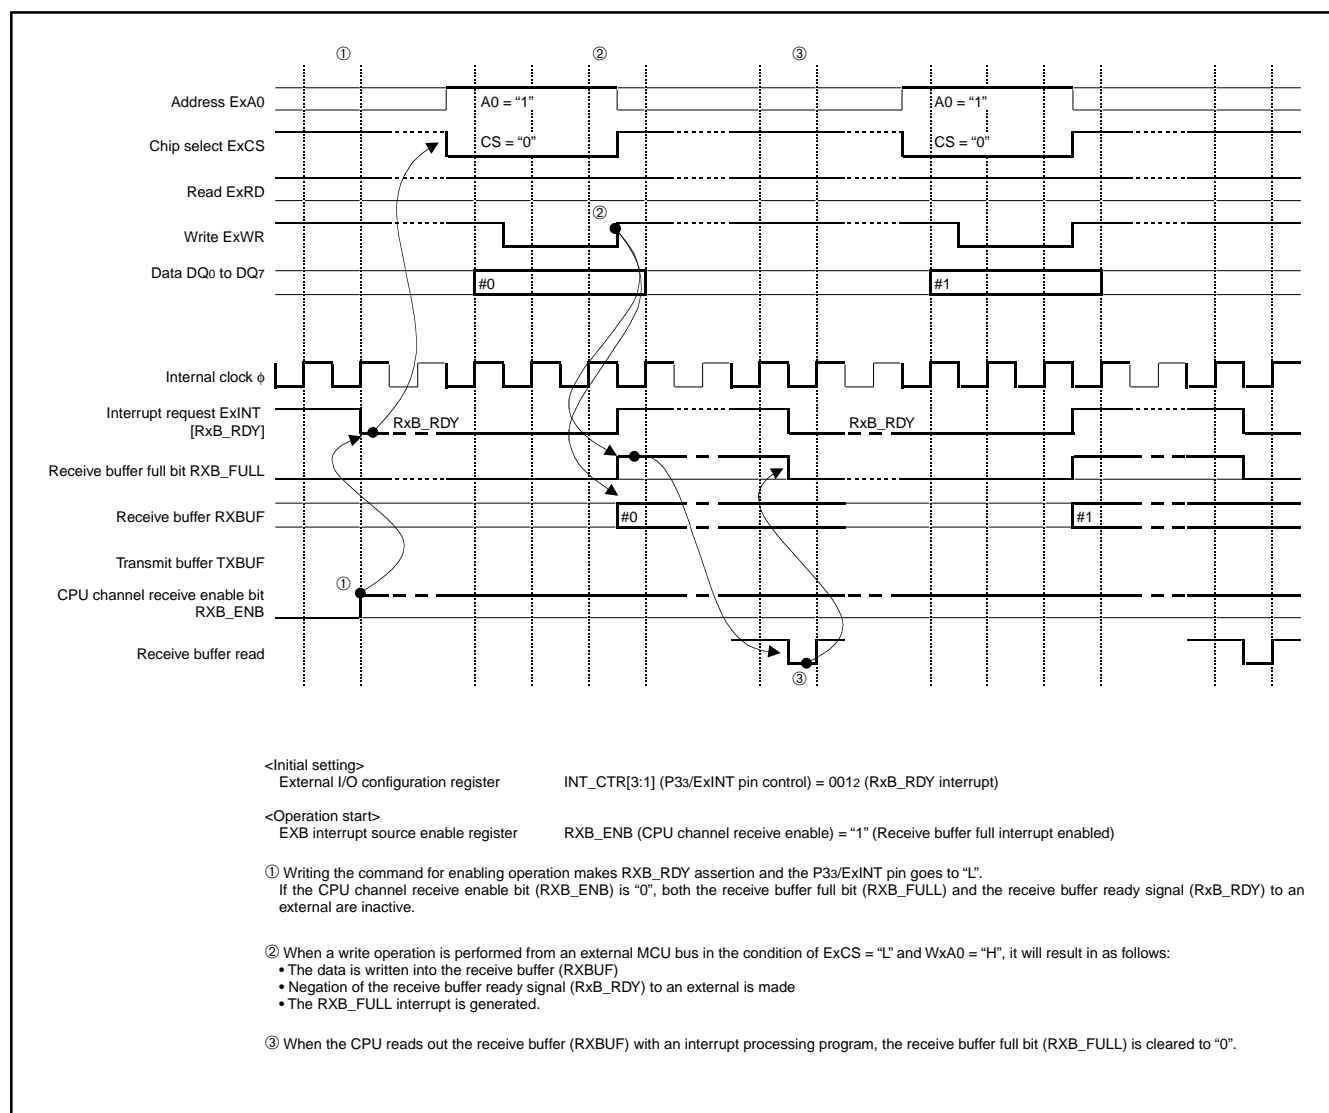 ① ② ③
Address ExA0
A0 = “1” A0 = “1”
Chip select ExCS
CS = “0” CS = “0”
Read ExRD
②
Write ExWR
Data DQ0 to DQ7
#0 #1
Internal clock ϕ
Interrupt request ExINT
[RxB_RDY]
RxB_RDY RxB_RDY
Receive buffer full bit RXB_FULL
Receive buffer RXBUF
#0 #1
Transmit buffer TXBUF
①
CPU channel receive enable bit
RXB_ENB
Receive buffer read
③
<Initial setting>
External I/O configuration register INT_CTR[3:1] (P33/ExINT pin control) = 0012 (RxB_RDY interrupt)
<Operation start>
EXB interrupt source enable register RXB_ENB (CPU channel receive enable) = “1” (Receive buffer full interrupt enabled)
① Writing the command for enabling operation makes RXB_RDY assertion and the P33/ExINT pin goes to “L”.
If the CPU channel receive enable bit (RXB_ENB) is “0”, both the receive buffer full bit (RXB_FULL) and the receive buffer ready signal (RxB_RDY) to an
external are inactive.
② When a write operation is performed from an external MCU bus in the condition of ExCS = “L” and WxA0 = “H”, it will result in as follows:
• The data is written into the receive buffer (RXBUF)
• Negation of the receive buffer ready signal (RxB_RDY) to an external is made
• The RXB_FULL interrupt is generated.
③ When the CPU reads out the receive buffer (RXBUF) with an interrupt processing program, the receive buffer full bit (RXB_FULL) is cleared to “0”.